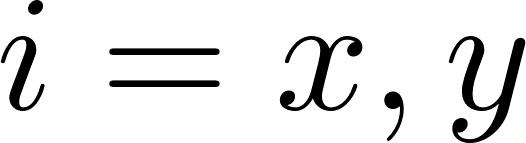 i = x, y